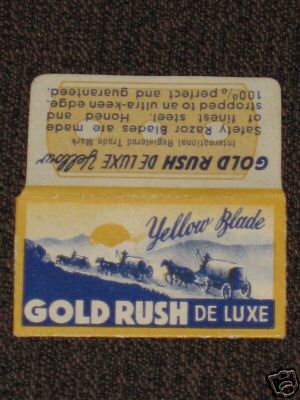 GOLD RUSH DE LUXE Yellow
International Registered Trade Mark
Safety Razor Blades are made
of finest steel. and Honed and
stropped to an ultra-keen edge.
100% perfect and guaranteed.
Yellow Blade
GOLD RUSH DE LUXE